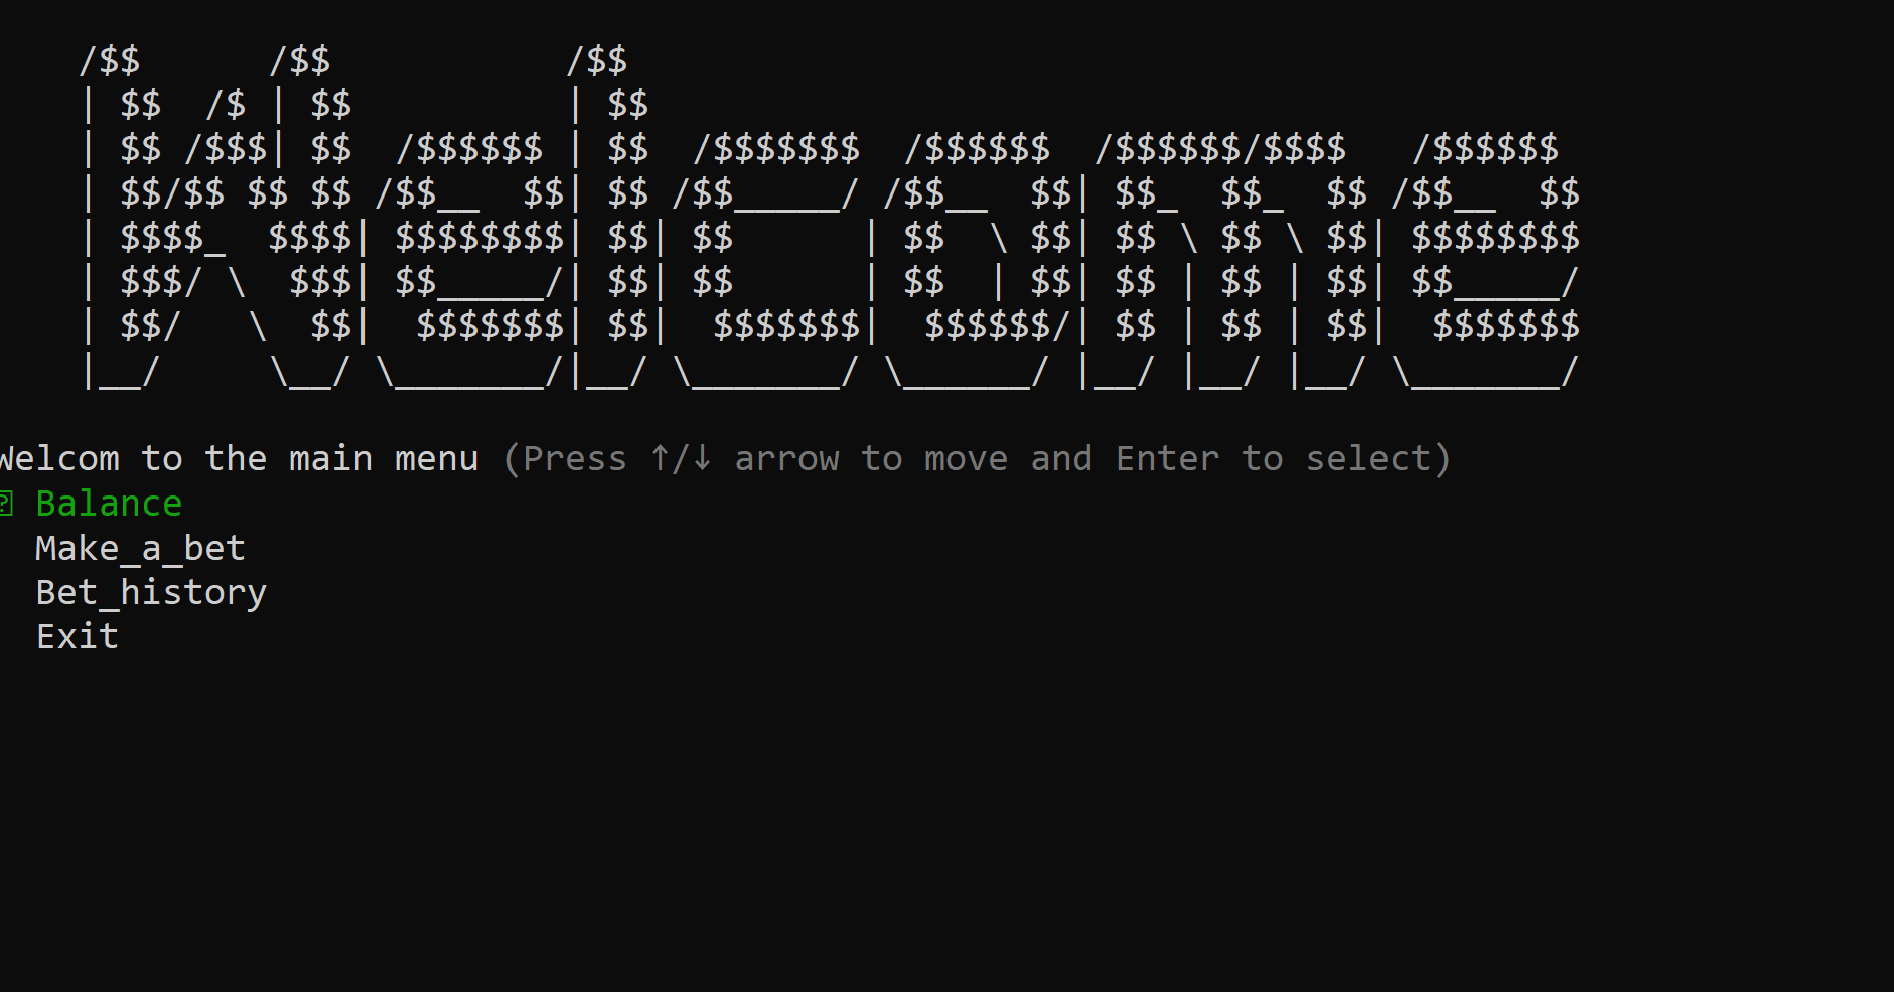 /$$      /$$           /$$
| $$  /$ | $$          | $$
| $$ /$$$| $$  /$$$$$$ | $$  /$$$$$$$  /$$$$$$  /$$$$$$/$$$$   /$$$$$$
| $$/$$ $$ $$ /$$__  $$| $$ /$$_____/ /$$__  $$| $$_  $$_  $$ /$$__  $$
| $$$$_  $$$$| $$$$$$$$| $$| $$      | $$  \ $$| $$ \ $$ \ $$| $$$$$$$$
| $$$/ \  $$$| $$_____/| $$| $$      | $$  | $$| $$ | $$ | $$| $$_____/
| $$/   \  $$|  $$$$$$$| $$|  $$$$$$$|  $$$$$$/| $$ | $$ | $$|  $$$$$$$
|__/     \__/ \_______/|__/ \_______/ \______/ |__/ |__/ |__/ \_______/
Welcom to the main menu (Press ↑/↓ arrow to move and Enter to select)
Balance
Make_a_bet
Bet_history
Exit